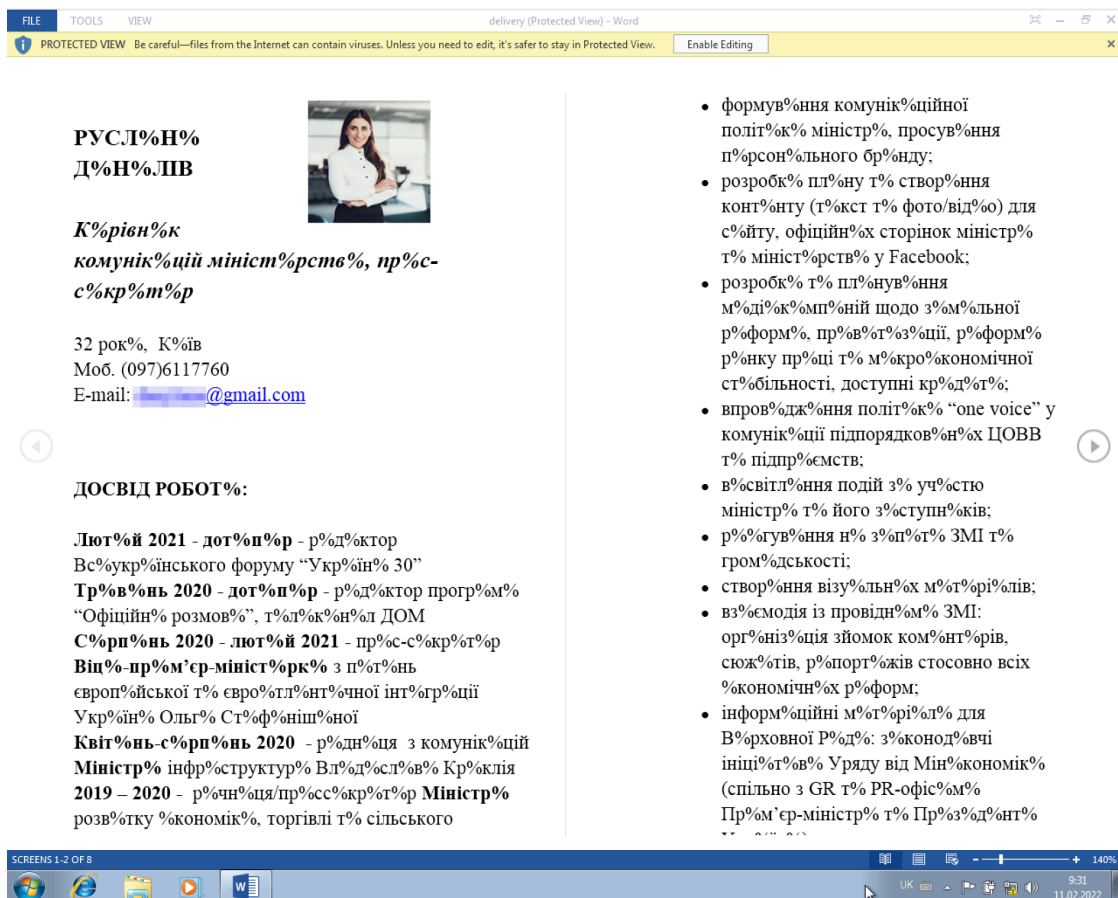 FILE TOOLS VIEW delivery (Protected View) - Word
PROTECTED VIEW Be careful—files from the Internet can contain viruses. Unless you need to edit, it's safer to stay in Protected View. Enable Editing
РУСЛ%Н%
Д%Н%ЛІВ
К%рівн%к
комунік%цій мініст%рств%, пр%с-
с%кр%т%р
32 рок%, К%їв
Моб. (097)6117760
E-mail: @gmail.com
ДОСВІД РОБОТ%:
Лют%й 2021 - дот%п%р - р%д%ктор
Вс%укр%їнського форуму “Укр%їн% 30”
Тр%в%нь 2020 - дот%п%р - р%д%ктор прогр%м%
“Офіційн% розмов%”, т%л%к%н%л ДОМ
С%рп%нь 2020 - лют%й 2021 - пр%с-с%кр%т%р
Віц%-пр%м’єр-мініст%рк% з п%т%нь
європ%йської т% євро%тл%нт%чної інт%гр%ції
Укр%їн% Ольг% Ст%ф%ніш%ної
Квіт%нь-с%рп%нь 2020 - р%дн%ця з комунік%цій
Міністр% інфр%структур% Вл%д%сл%в% Кр%клія
2019 – 2020 - р%чн%ця/пр%сс%кр%т%р Міністр%
розв%тку %кономік%, торгівлі т% сільського
формув%ння комунік%ційної
політ%к% міністр%, просув%ння
п%рсон%льного бр%нду;
розробк% пл%ну т% створ%ння
конт%нту (т%кст т% фото/від%о) для
с%йту, офіційн%х сторінок міністр%
т% мініст%рств% у Facebook;
розробк% т% пл%нув%ння
м%ді%к%мп%ній щодо з%м%льної
р%форм%, пр%в%т%з%ції, р%форм%
р%нку пр%ці т% м%кро%кономічної
ст%більності, доступні кр%д%т%;
впров%дж%ння політ%к% “one voice” у
комунік%ції підпорядков%н%х ЦОВВ
т% підпр%ємств;
в%світл%ння подій з% уч%стю
міністр% т% його з%ступн%ків;
р%%гув%ння н% з%п%т% ЗМІ т%
гром%дськості;
створ%ння візу%льн%х м%т%рі%лів;
вз%ємодія із провідн%м% ЗМІ:
орг%ніз%ція зйомок ком%нт%рів,
сюж%тів, р%порт%жів стосовно всіх
%кономічн%х р%форм;
інформ%ційні м%т%рі%л% для
В%рховної Р%д%: з%конод%вчі
ініці%т%в% Уряду від Мін%кономік%
(спільно з GR т% PR-офіс%м%
Пр%м’єр-міністр% т% Пр%з%д%нт%
SCREENS 1-2 OF 8 140%
UK 9:31
11.02.2022